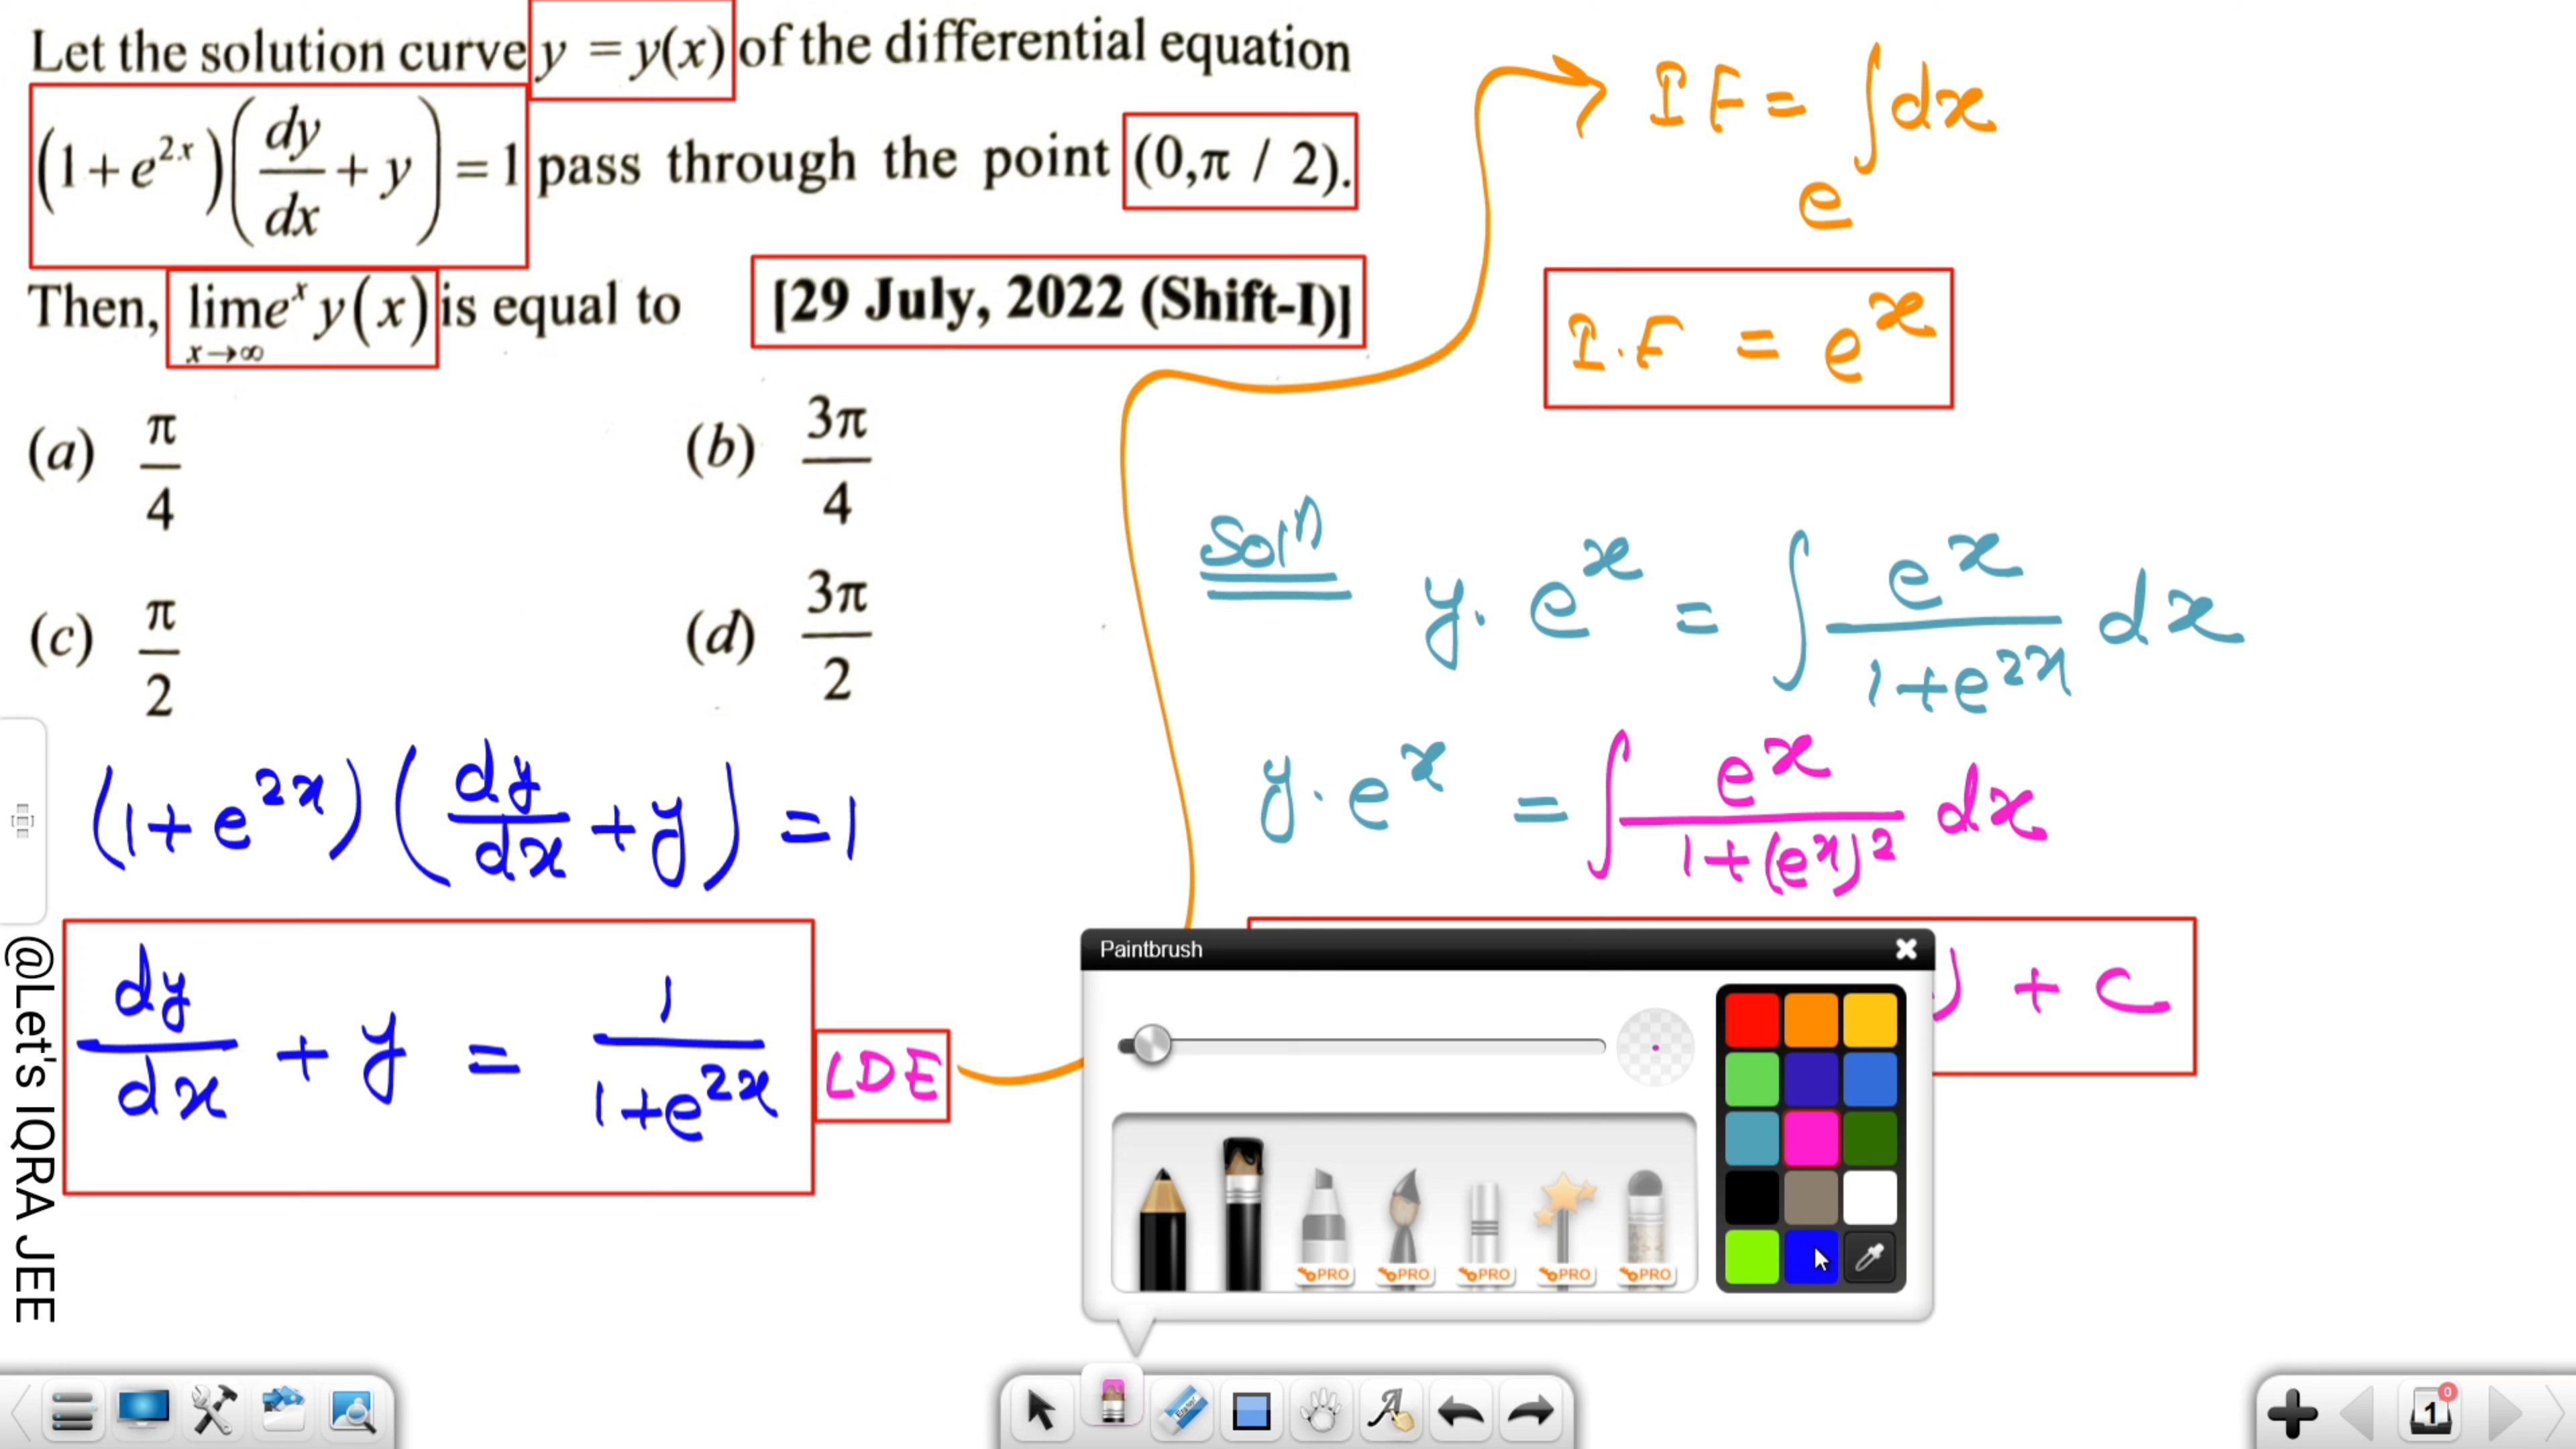 Let the solution curve y = y(x) of the differential equation
(1+e^{2x})(dy/dx + y) = 1 pass through the point (0,π / 2).
Then, lim_{x→∞} e^x y(x) is equal to [29 July, 2022 (Shift-I)]
(a) π/4
(b) 3π/4
(c) π/2
(d) 3π/2
(1+e^{2x})(dy/dx + y) = 1
dy/dx + y = 1/(1+e^{2x})
LDE
IF = e^{∫dx}
I.F = e^x
Solⁿ
y. e^x = ∫ e^x/(1+e^{2x}) dx
y. e^x = ∫ e^x/(1+(e^x)^2) dx
) + c
Paintbrush
PRO PRO PRO PRO PRO
@Let's IQRA JEE
Eraser
A
1
0